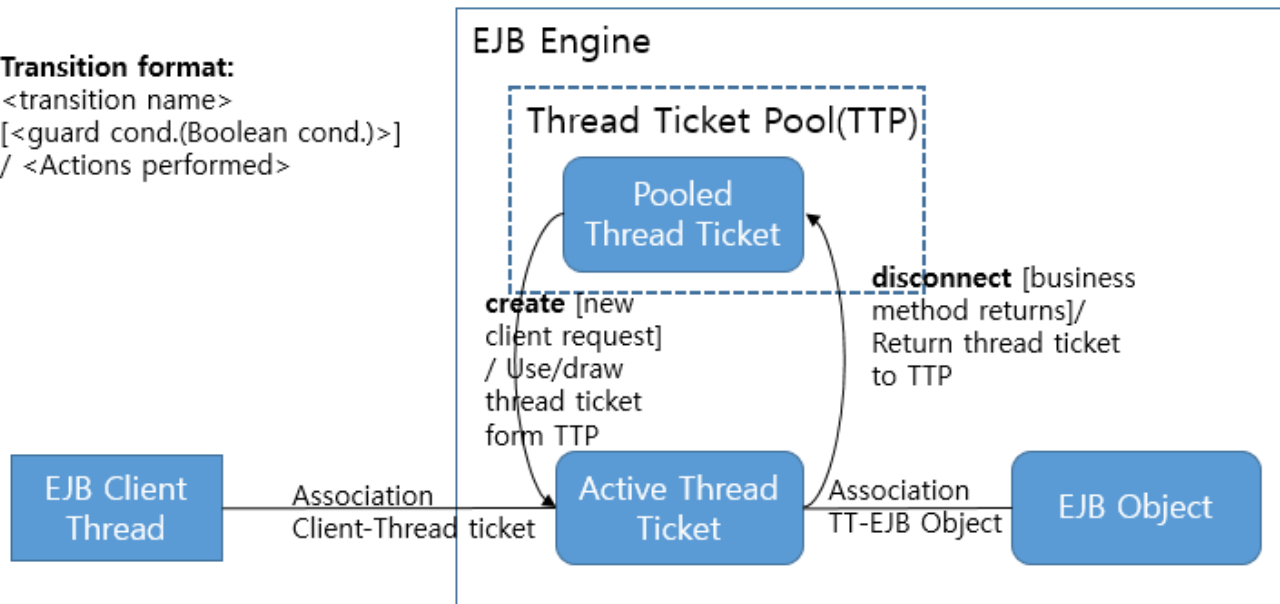 EJB Engine
Transition format:
<transition name>
[<guard cond.(Boolean cond.)>]
/ <Actions performed>
Thread Ticket Pool(TTP)
Pooled
Thread Ticket
create [new
client request]
/ Use/draw
thread ticket
form TTP
disconnect [business
method returns]/
Return thread ticket
to TTP
EJB Client
Thread
Association
Client-Thread ticket
Active Thread
Ticket
Association
TT-EJB Object
EJB Object